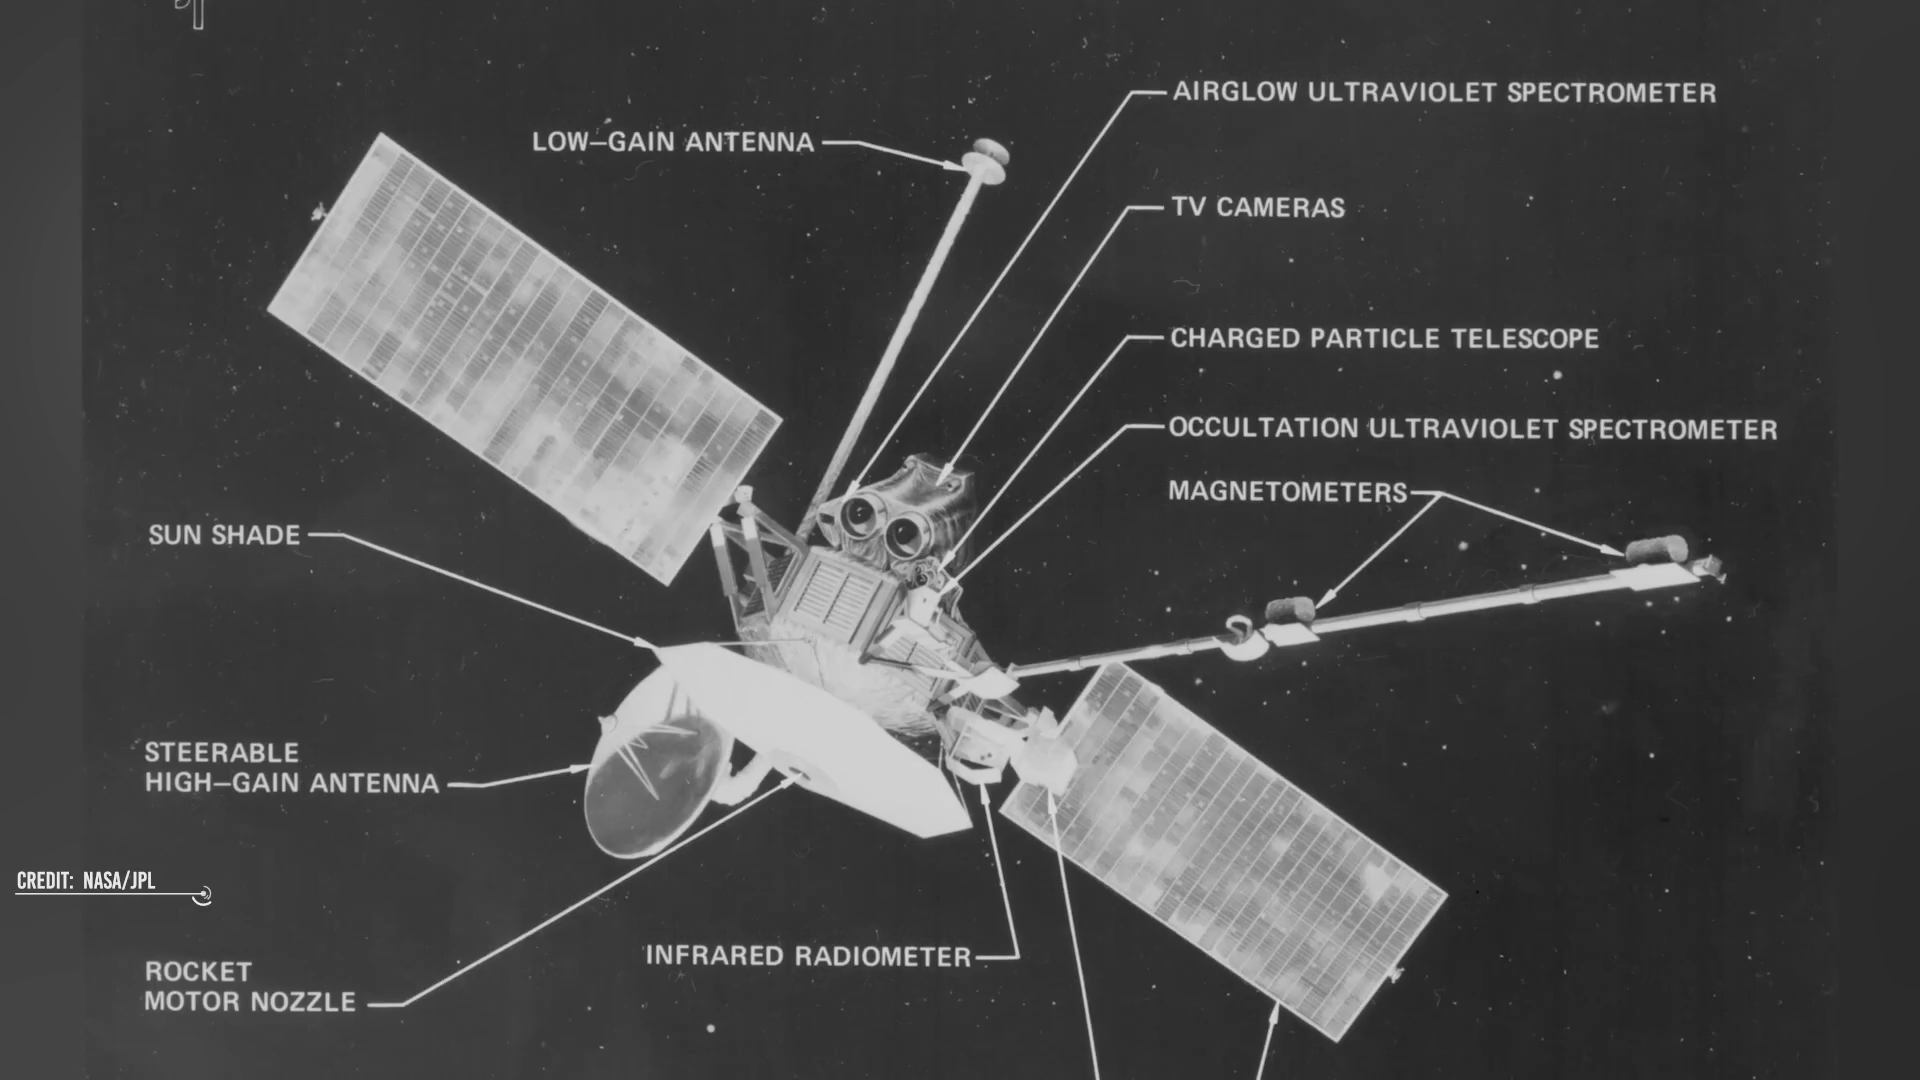 AIRGLOW ULTRAVIOLET SPECTROMETER
LOW–GAIN ANTENNA
TV CAMERAS
CHARGED PARTICLE TELESCOPE
OCCULTATION ULTRAVIOLET SPECTROMETER
MAGNETOMETERS
SUN SHADE
STEERABLE
HIGH–GAIN ANTENNA
CREDIT: NASA/JPL
INFRARED RADIOMETER
ROCKET
MOTOR NOZZLE